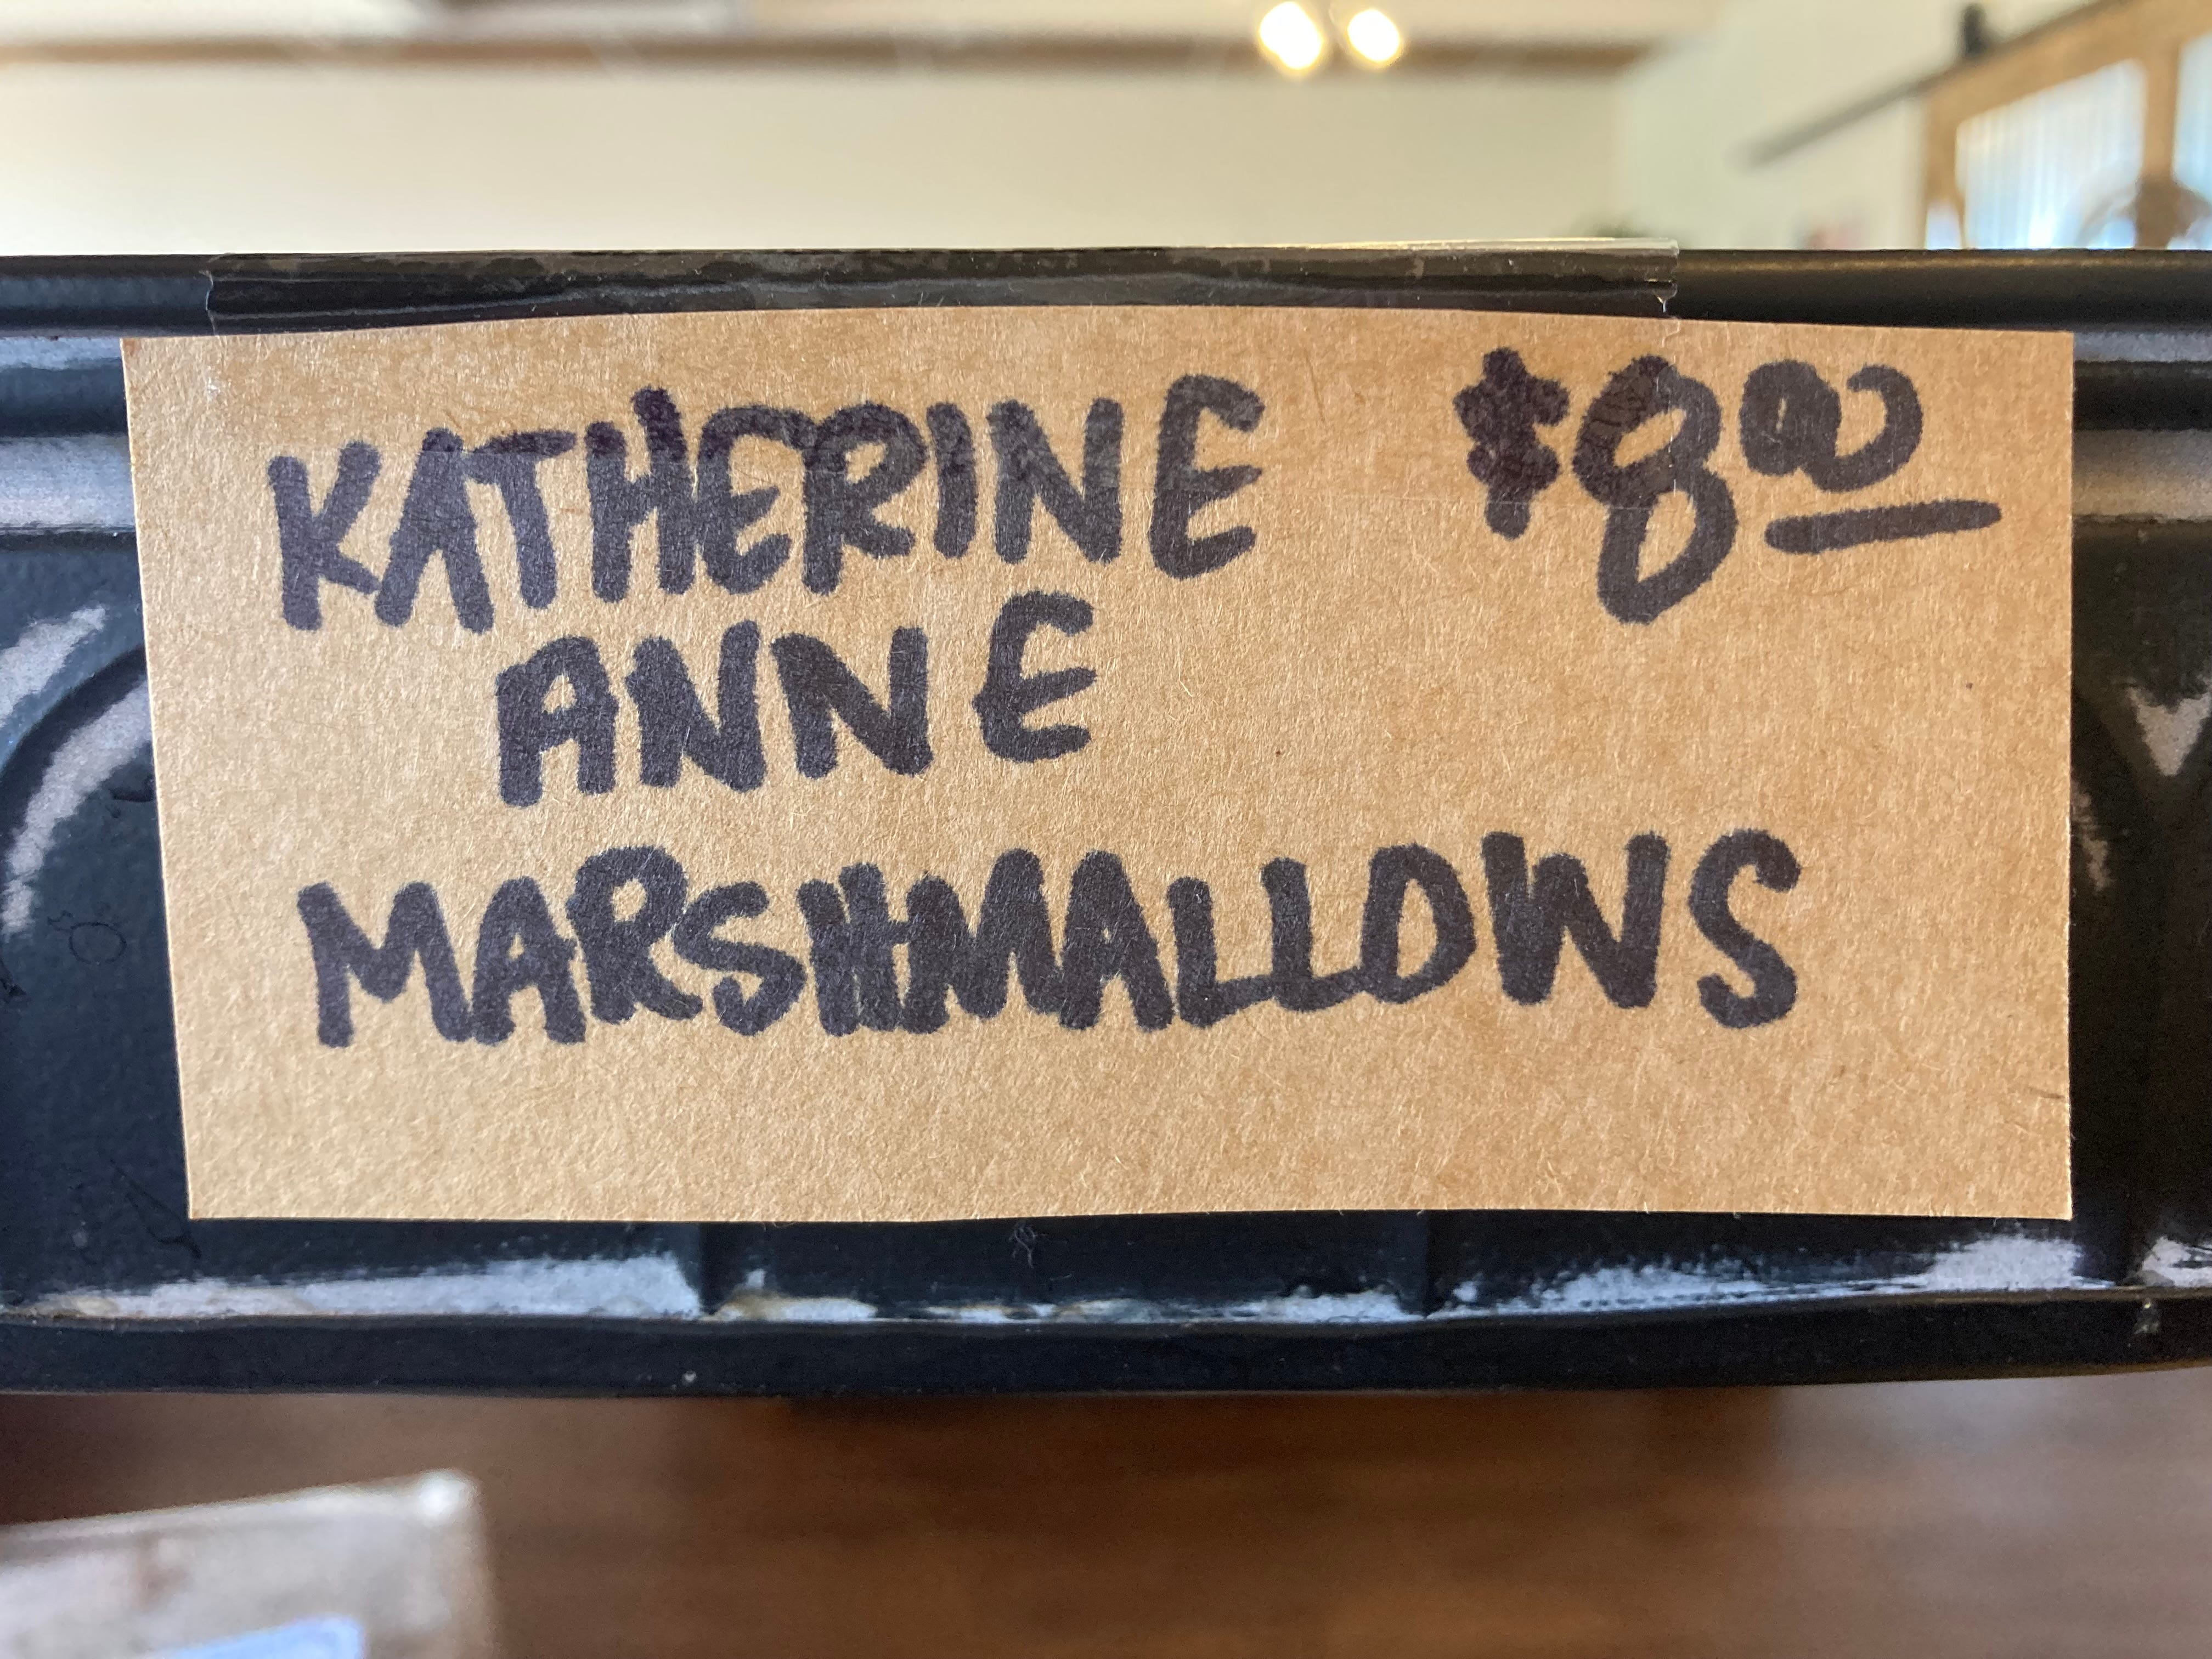 KATHERINE $8.00
ANNE
MARSHMALLOWS